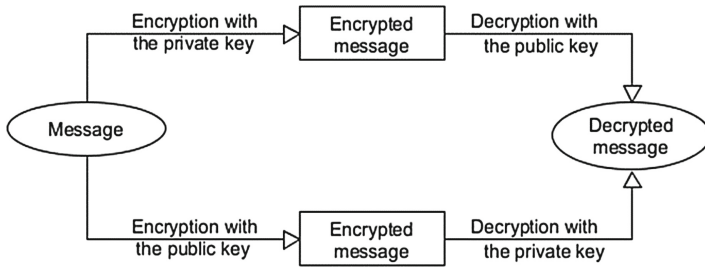 Encryption with
the private key
Encrypted
message
Decryption with
the public key
Message
Decrypted
message
Encryption with
the public key
Encrypted
message
Decryption with
the private key